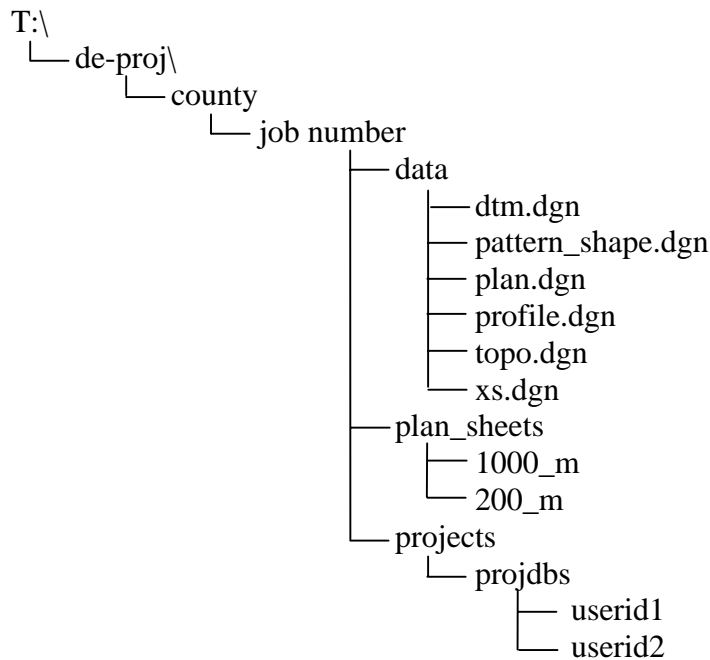 T:\
de-proj\
county
job number
data
dtm.dgn
pattern_shape.dgn
plan.dgn
profile.dgn
topo.dgn
xs.dgn
plan_sheets
1000_m
200_m
projects
projdbs
userid1
userid2